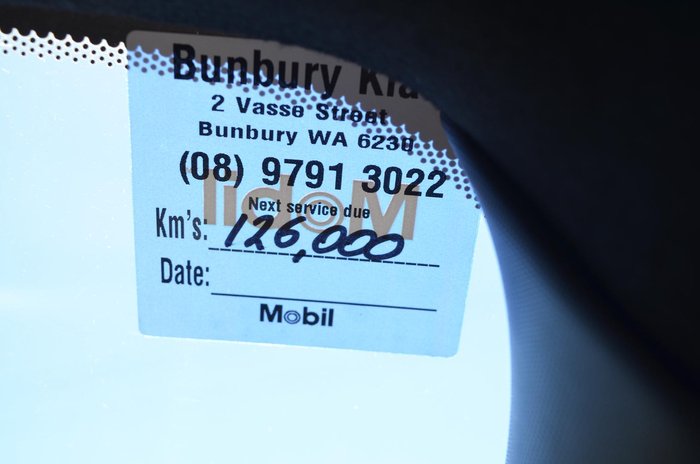 Bunbury Kia
2 Vasse Street
Bunbury WA 6230
(08) 9791 3022
Next service due
Km's: 126,000
Date:
Mobil
Mobil